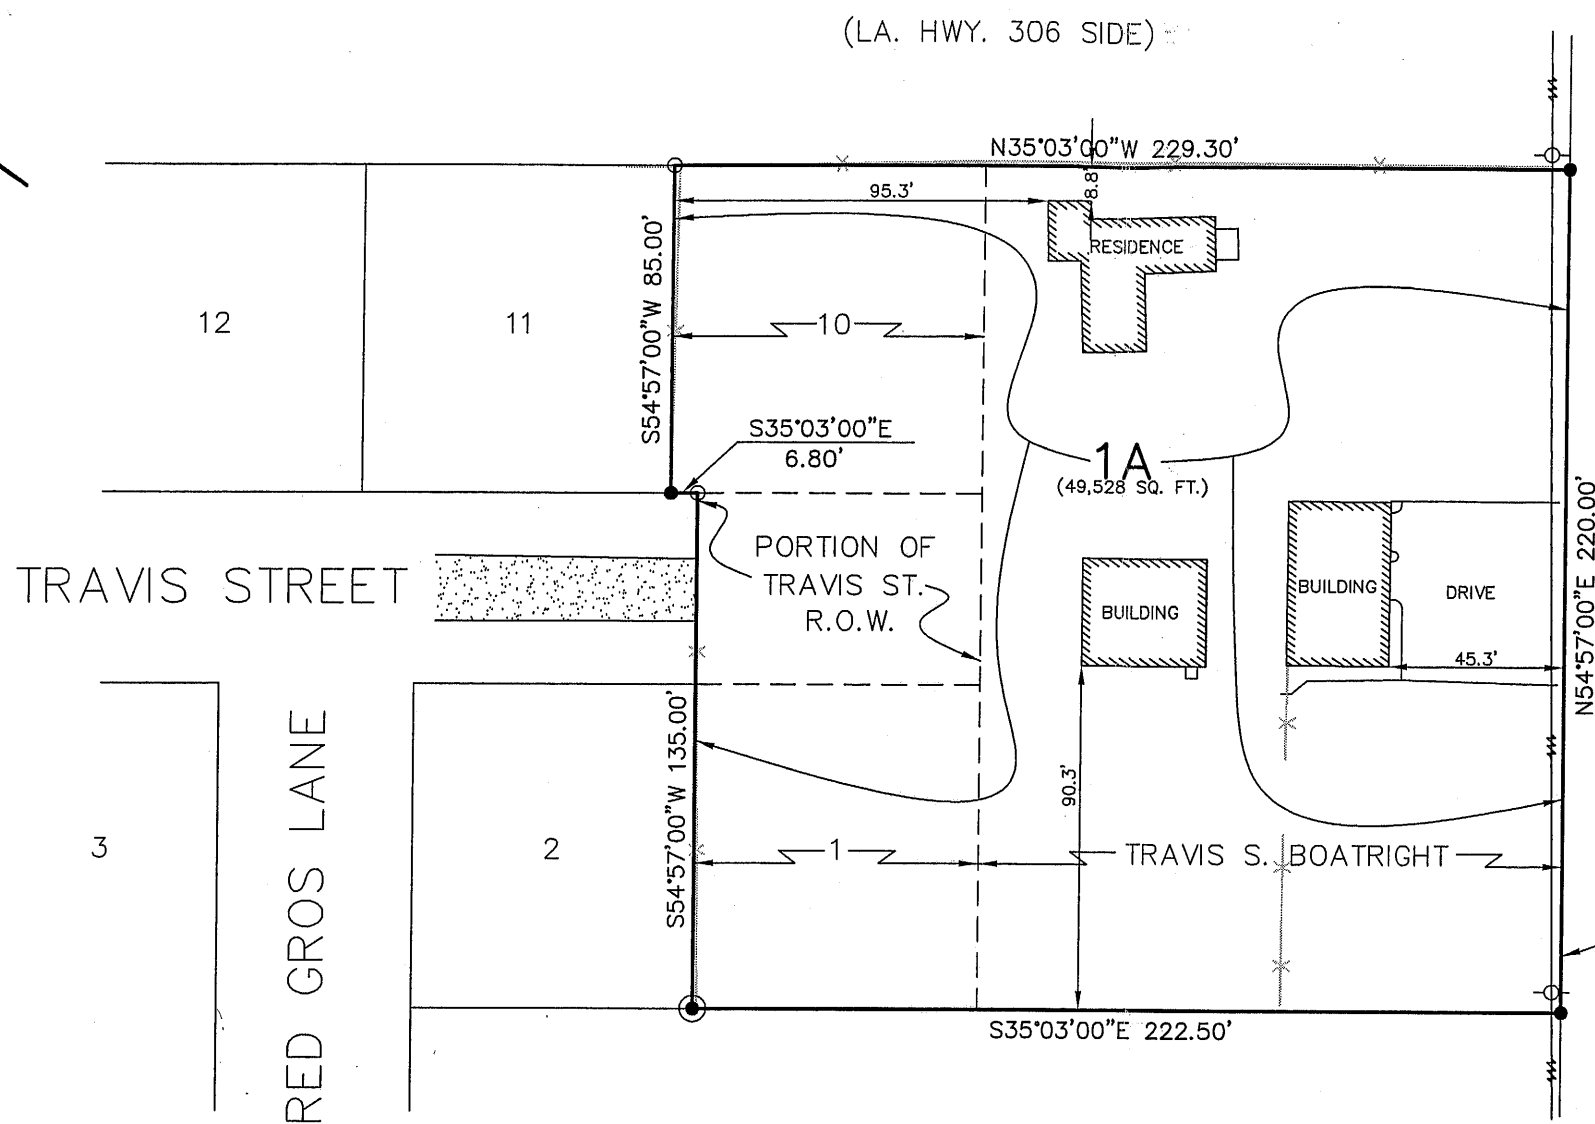 (LA. HWY. 306 SIDE)
N35°03'00"W 229.30'
95.3'
8.8'
RESIDENCE
S54°57'00"W 85.00'
12
11
10
S35°03'00"E
6.80'
1A
(49,528 SQ. FT.)
N54°57'00"E 220.00'
TRAVIS STREET
PORTION OF
TRAVIS ST.
R.O.W.
BUILDING
BUILDING
DRIVE
45.3'
S54°57'00"W 135.00'
90.3'
RED GROS LANE
3
2
1
TRAVIS S. BOATRIGHT
S35°03'00"E 222.50'